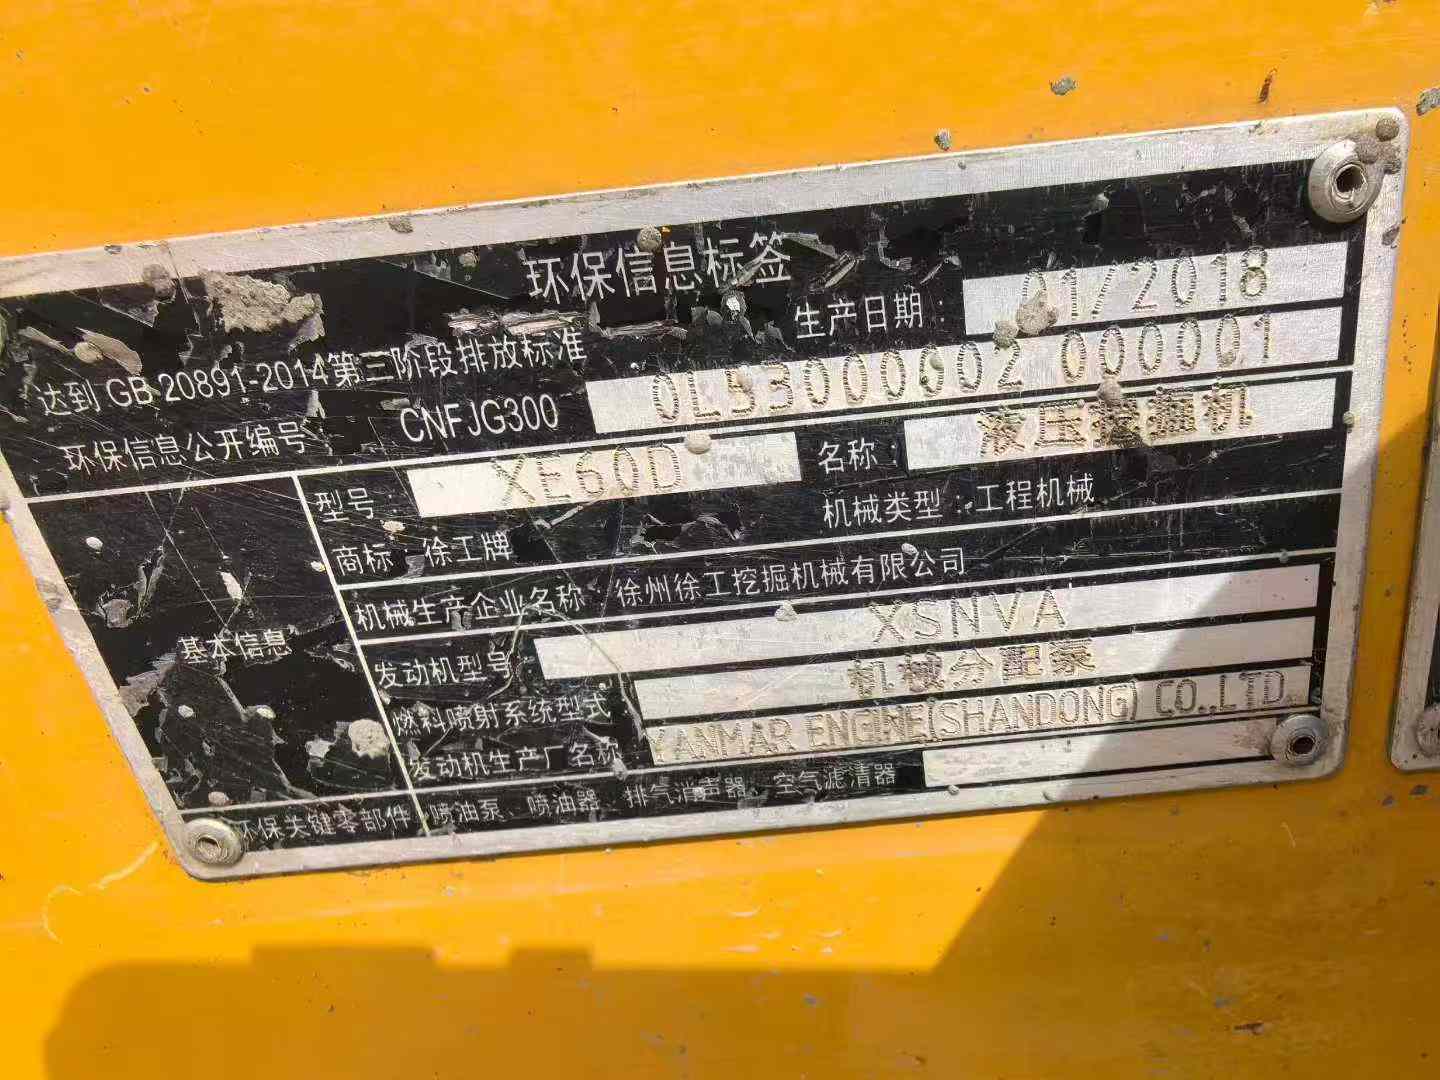 环保信息标签
达到 GB 20891-2014第三阶段排放标准 生产日期：01/2018
环保信息公开编号 CNFJG300 000001
型号： XE60D 名称： 液压挖掘机
商标：徐工牌 机械类型：工程机械
机械生产企业名称：徐州徐工挖掘机械有限公司
基本信息
发动机型号： XSNVA
燃料喷射系统型式 机械分配泵
发动机生产厂名称 YANMAR ENGINE(SHANDONG) CO.,LTD.
环保关键零部件：喷油泵、喷油器、排气消声器、空气滤清器